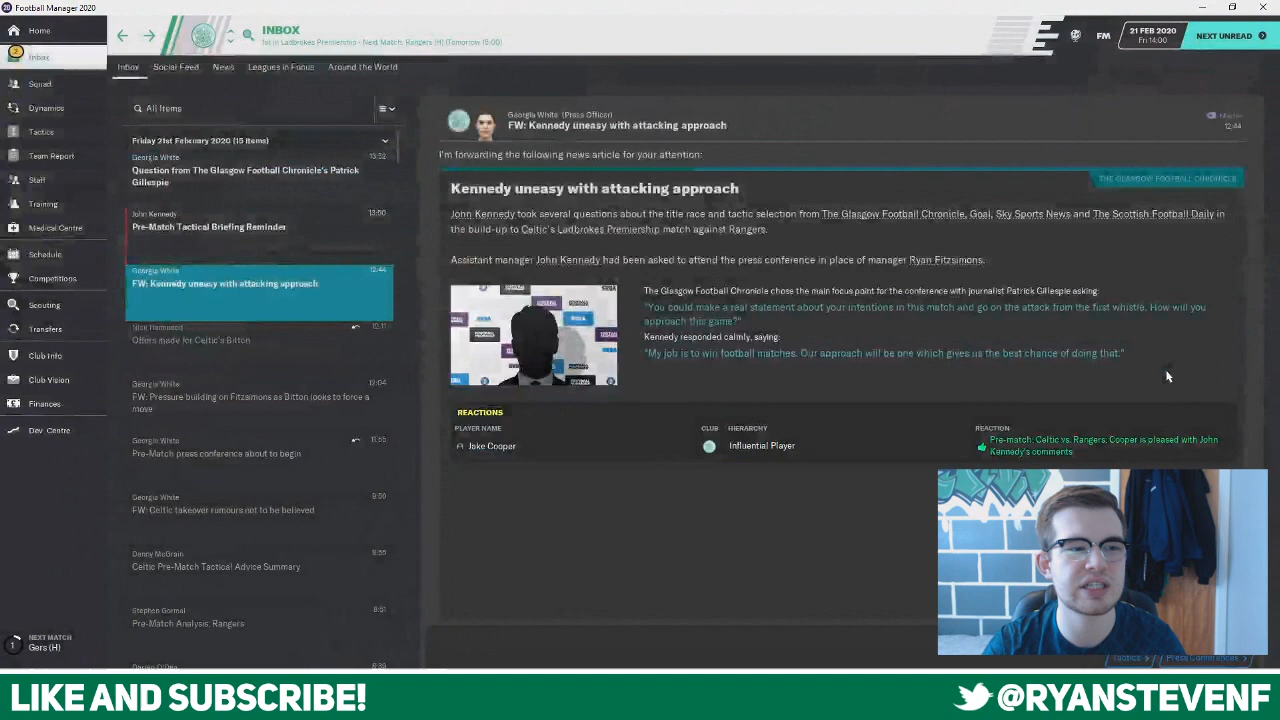 Football Manager 2020
Home
INBOX
1st in Ladbrokes Premiership - Next Match: Rangers (H) (Tomorrow 15:00)
FM
21 FEB 2020
Fri 14:00
NEXT UNREAD
2
Inbox
Squad
Dynamics
Tactics
Team Report
Staff
Training
Medical Centre
Schedule
Competitions
Scouting
Transfers
Club Info
Club Vision
Finances
Dev. Centre
1
NEXT MATCH
Gers (H)
Inbox Social Feed News Leagues in Focus Around the World
All Items
Friday 21st February 2020 (15 items)
Georgia White
Question from The Glasgow Football Chronicle's Patrick
Gillespie
John Kennedy 13:50
Pre-Match Tactical Briefing Reminder
Georgia White 12:44
FW: Kennedy uneasy with attacking approach
Nick Hammond
Offers made for Celtic's Bitton
Georgia White 12:04
FW: Pressure building on Fitzsimons as Bitton looks to force a
move
Georgia White 11:55
Pre-Match press conference about to begin
Georgia White
FW: Celtic takeover rumours not to be believed
Danny McGrain
Celtic Pre-Match Tactical Advice Summary
Stephen Gormal 8:51
Pre-Match Analysis: Rangers
Georgia White (Press Officer)
FW: Kennedy uneasy with attacking approach
12:44
I'm forwarding the following news article for your attention:
THE GLASGOW FOOTBALL CHRONICLE
Kennedy uneasy with attacking approach
John Kennedy took several questions about the title race and tactic selection from The Glasgow Football Chronicle, Goal, Sky Sports News and The Scottish Football Daily in
the build-up to Celtic's Ladbrokes Premiership match against Rangers.
Assistant manager John Kennedy had been asked to attend the press conference in place of manager Ryan Fitzsimons.
The Glasgow Football Chronicle chose the main focus point for the conference with journalist Patrick Gillespie asking:
"You could make a real statement about your intentions in this match and go on the attack from the first whistle. How will you
approach this game?"
Kennedy responded calmly, saying:
"My job is to win football matches. Our approach will be one which gives us the best chance of doing that."
REACTIONS
PLAYER NAME CLUB HIERARCHY REACTION
Jake Cooper Influential Player Pre-match: Celtic vs. Rangers: Cooper is pleased with John
Kennedy's comments
Tactics Press Conferences
LIKE AND SUBSCRIBE!
@RYANSTEVENF